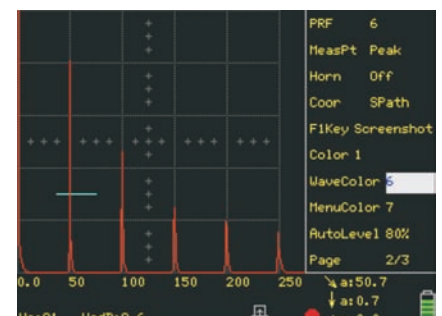 PRF 6
MeasPt Peak
Horn Off
Coor SPath
F1Key Screenshot
Color 1
WaveColor 6
MenuColor 7
AutoLevel 80%
Page 2/3
0.0 50 100 150 200 250
a:50.7
a:0.7